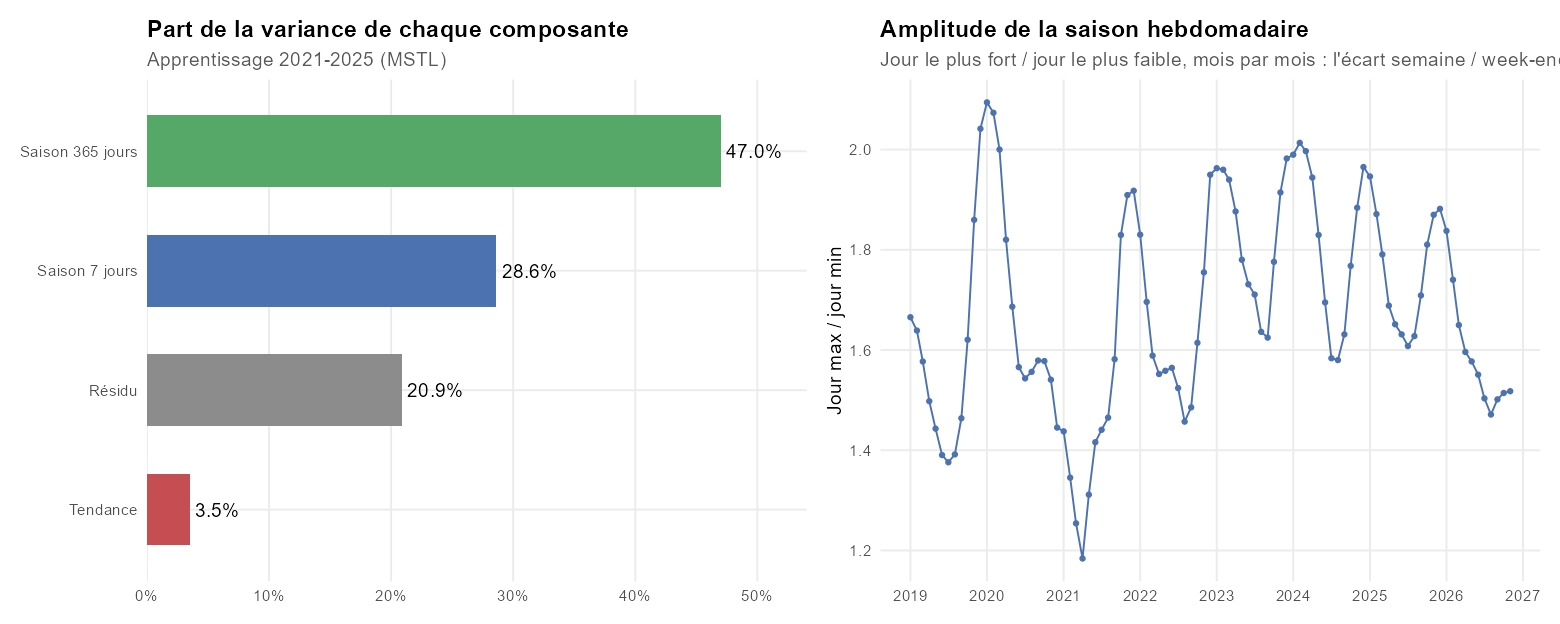 Part de la variance de chaque composante
Apprentissage 2021-2025 (MSTL)
Saison 365 jours
47.0%
Saison 7 jours
28.6%
Résidu
20.9%
Tendance
3.5%
0%
10%
20%
30%
40%
50%
Amplitude de la saison hebdomadaire
Jour le plus fort / jour le plus faible, mois par mois : l'écart semaine / week-en
Jour max / jour min
2.0
1.8
1.6
1.4
1.2
2019
2020
2021
2022
2023
2024
2025
2026
2027